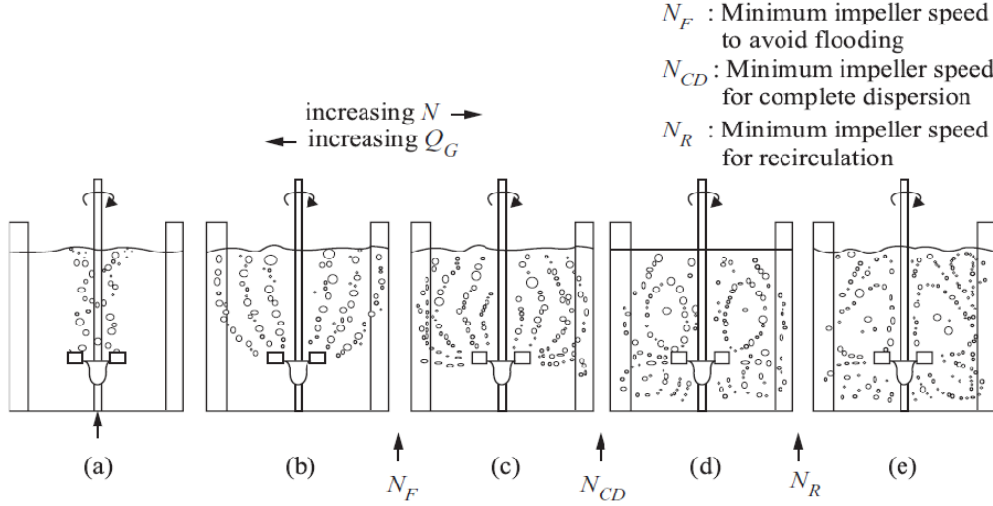 N_F : Minimum impeller speed
to avoid flooding
N_CD : Minimum impeller speed
for complete dispersion
N_R : Minimum impeller speed
for recirculation
increasing N →
← increasing Q_G
(a) (b) (c) (d) (e)
N_F N_CD N_R